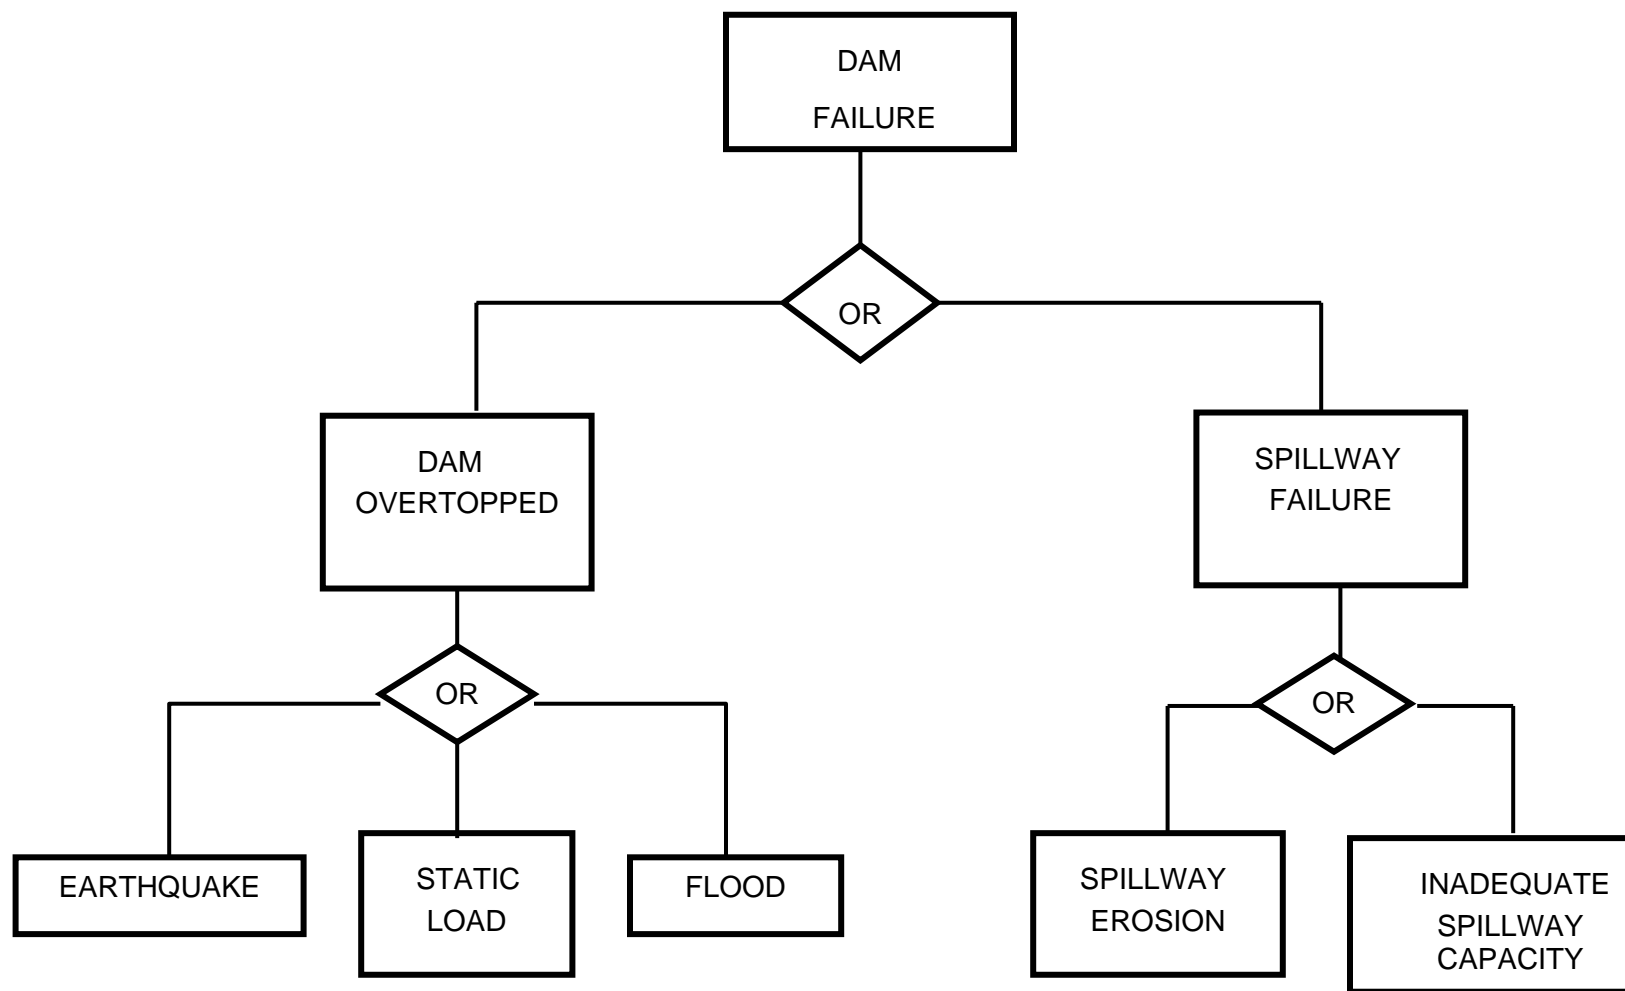 DAM
FAILURE
OR
DAM
OVERTOPPED
SPILLWAY
FAILURE
OR
OR
EARTHQUAKE
STATIC
LOAD
FLOOD
SPILLWAY
EROSION
INADEQUATE
SPILLWAY
CAPACITY